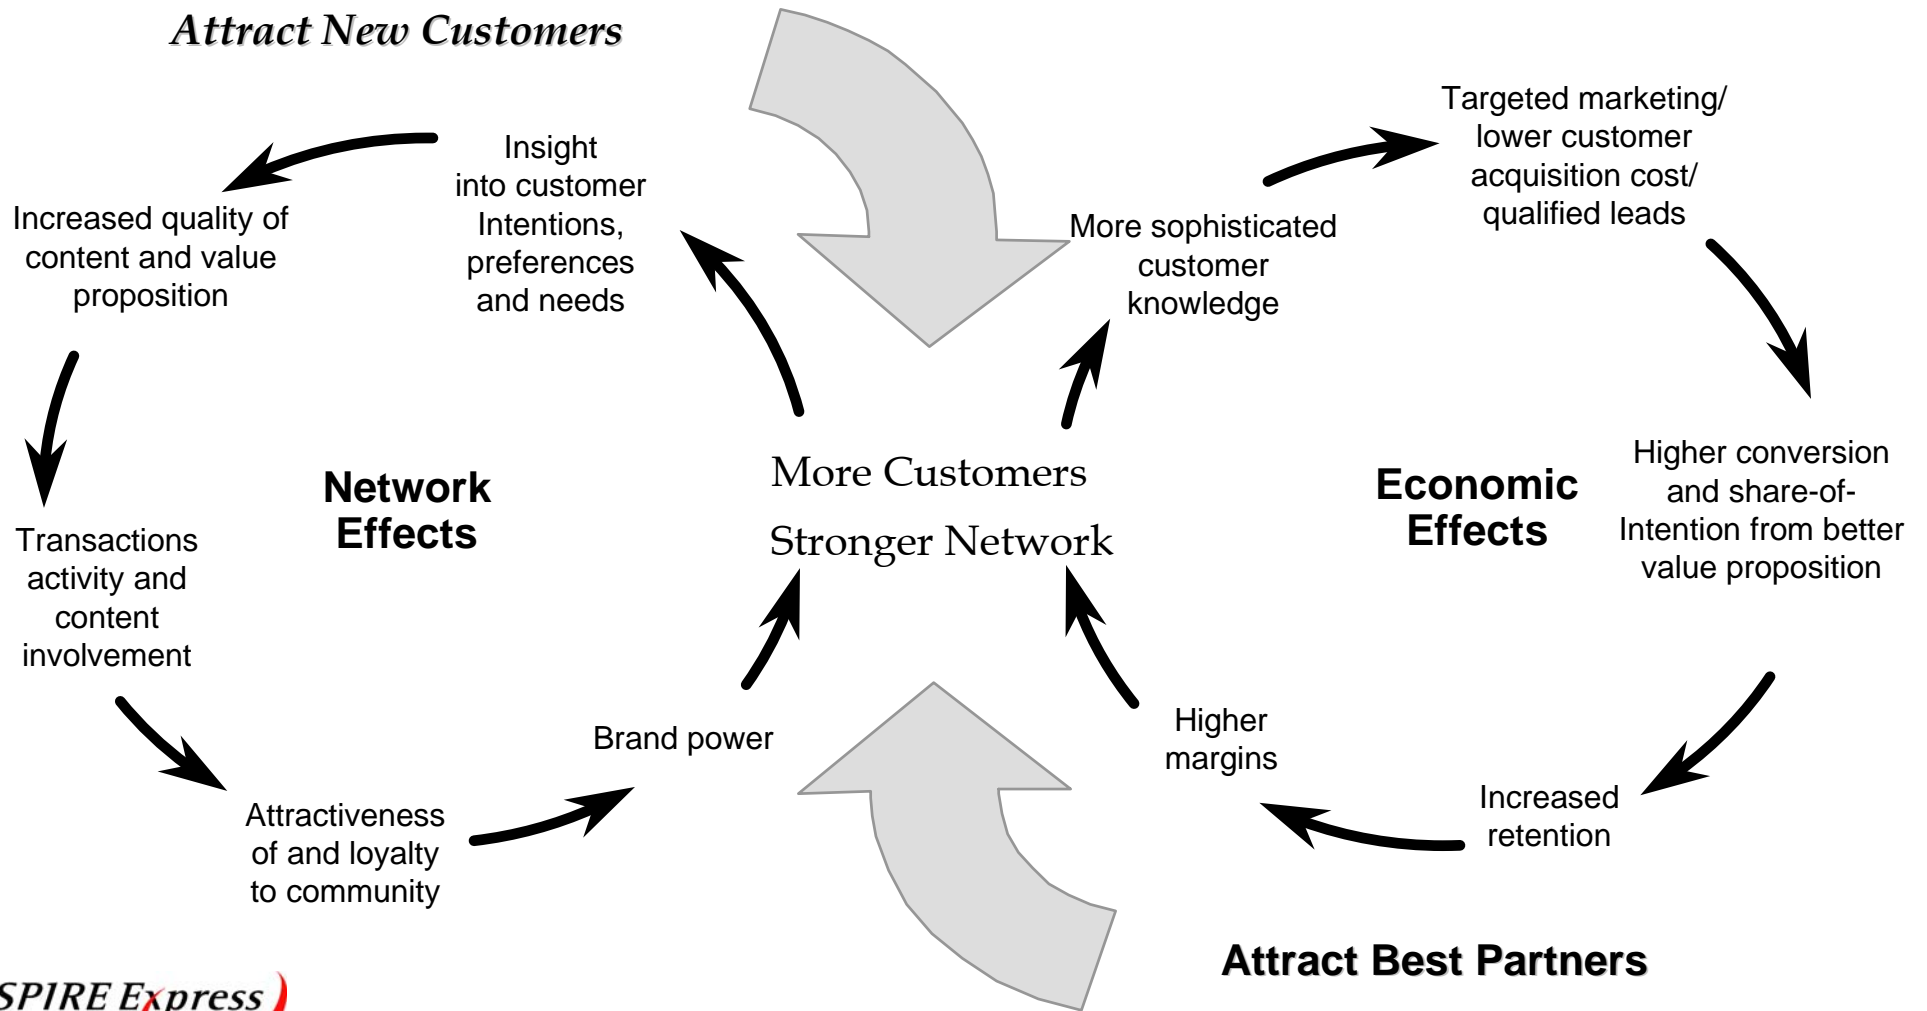 Attract New Customers
Insight
into customer
Intentions,
preferences
and needs
Increased quality of
content and value
proposition
Transactions
activity and
content
involvement
Attractiveness
of and loyalty
to community
Brand power
Network
Effects
More Customers
Stronger Network
More sophisticated
customer
knowledge
Targeted marketing/
lower customer
acquisition cost/
qualified leads
Higher conversion
and share-of-
Intention from better
value proposition
Increased
retention
Higher
margins
Economic
Effects
Attract Best Partners
SPIRE Express